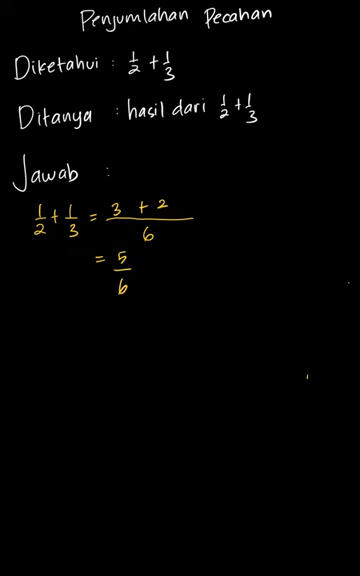 Penjumlahan Pecahan
Diketahui : 1/2 + 1/3
Ditanya : hasil dari 1/2 + 1/3
Jawab :
1/2 + 1/3 = (3 + 2)/6
= 5/6